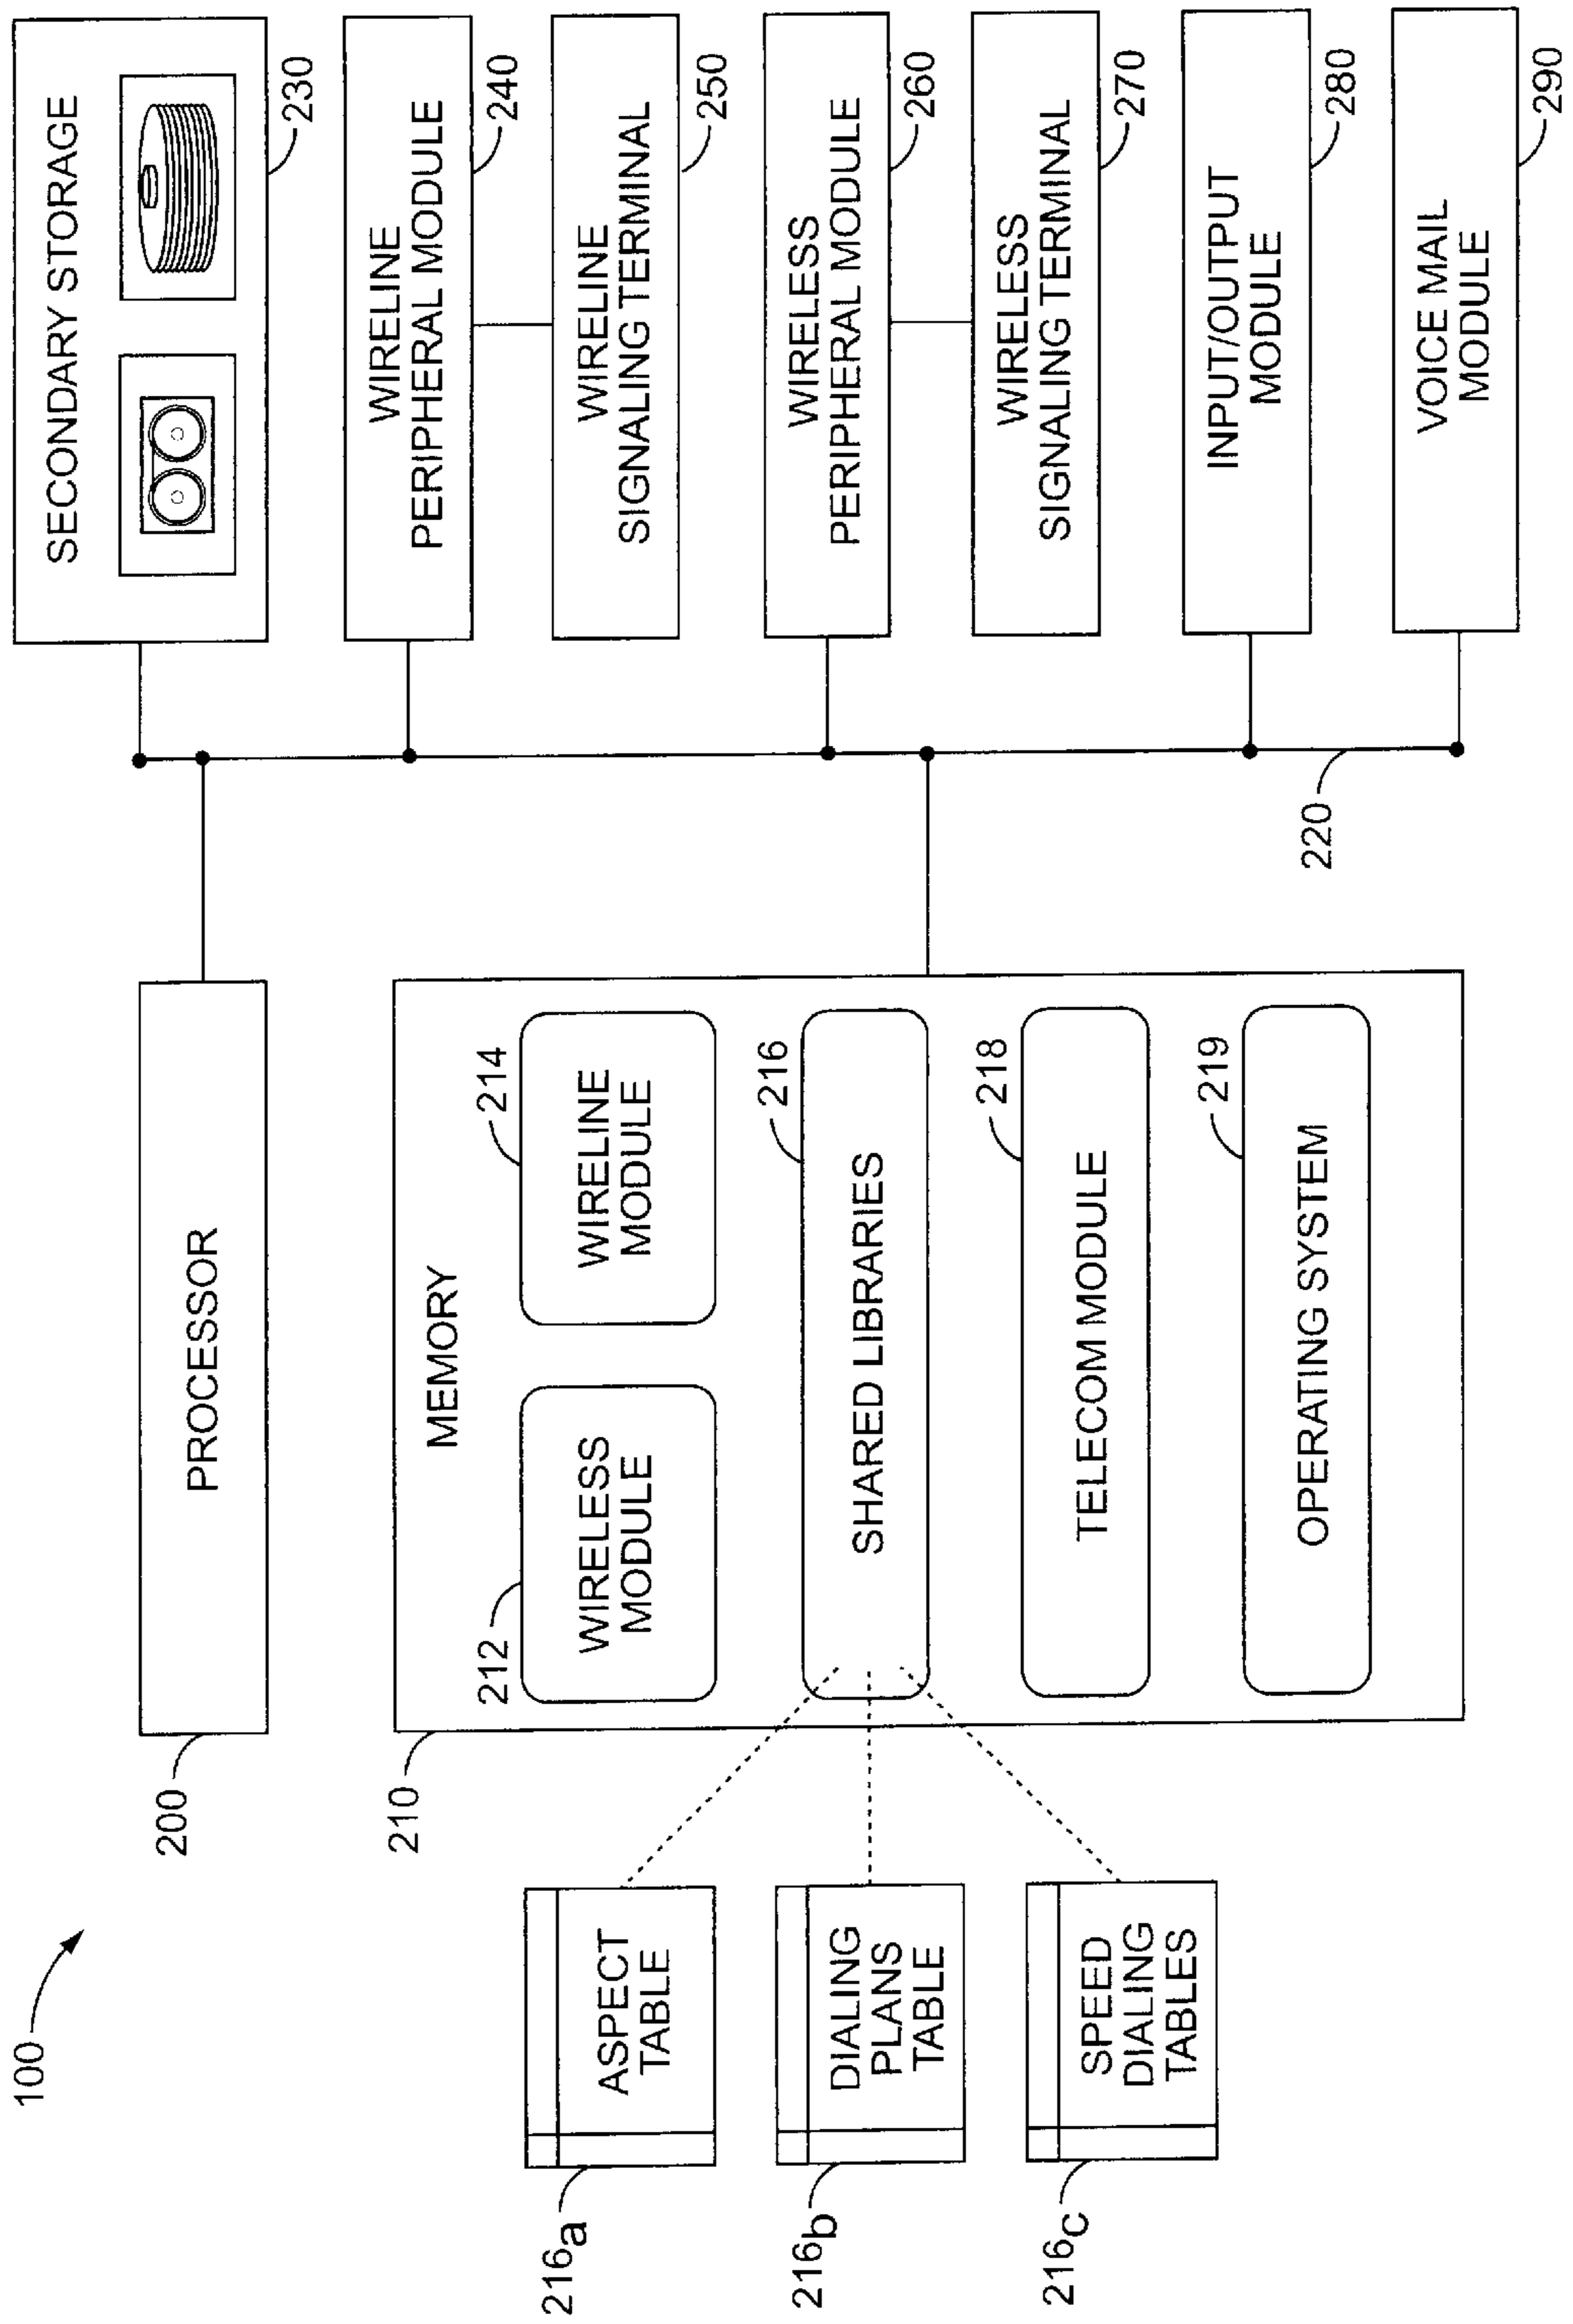 100
200
PROCESSOR
SECONDARY STORAGE
230
210
MEMORY
212
WIRELESS
MODULE
214
WIRELINE
MODULE
216
SHARED LIBRARIES
218
TELECOM MODULE
219
OPERATING SYSTEM
216a
ASPECT
TABLE
216b
DIALING
PLANS
TABLE
216c
SPEED
DIALING
TABLES
220
WIRELINE
PERIPHERAL MODULE
240
WIRELINE
SIGNALING TERMINAL
250
WIRELESS
PERIPHERAL MODULE
260
WIRELESS
SIGNALING TERMINAL
270
INPUT/OUTPUT
MODULE
280
VOICE MAIL
MODULE
290